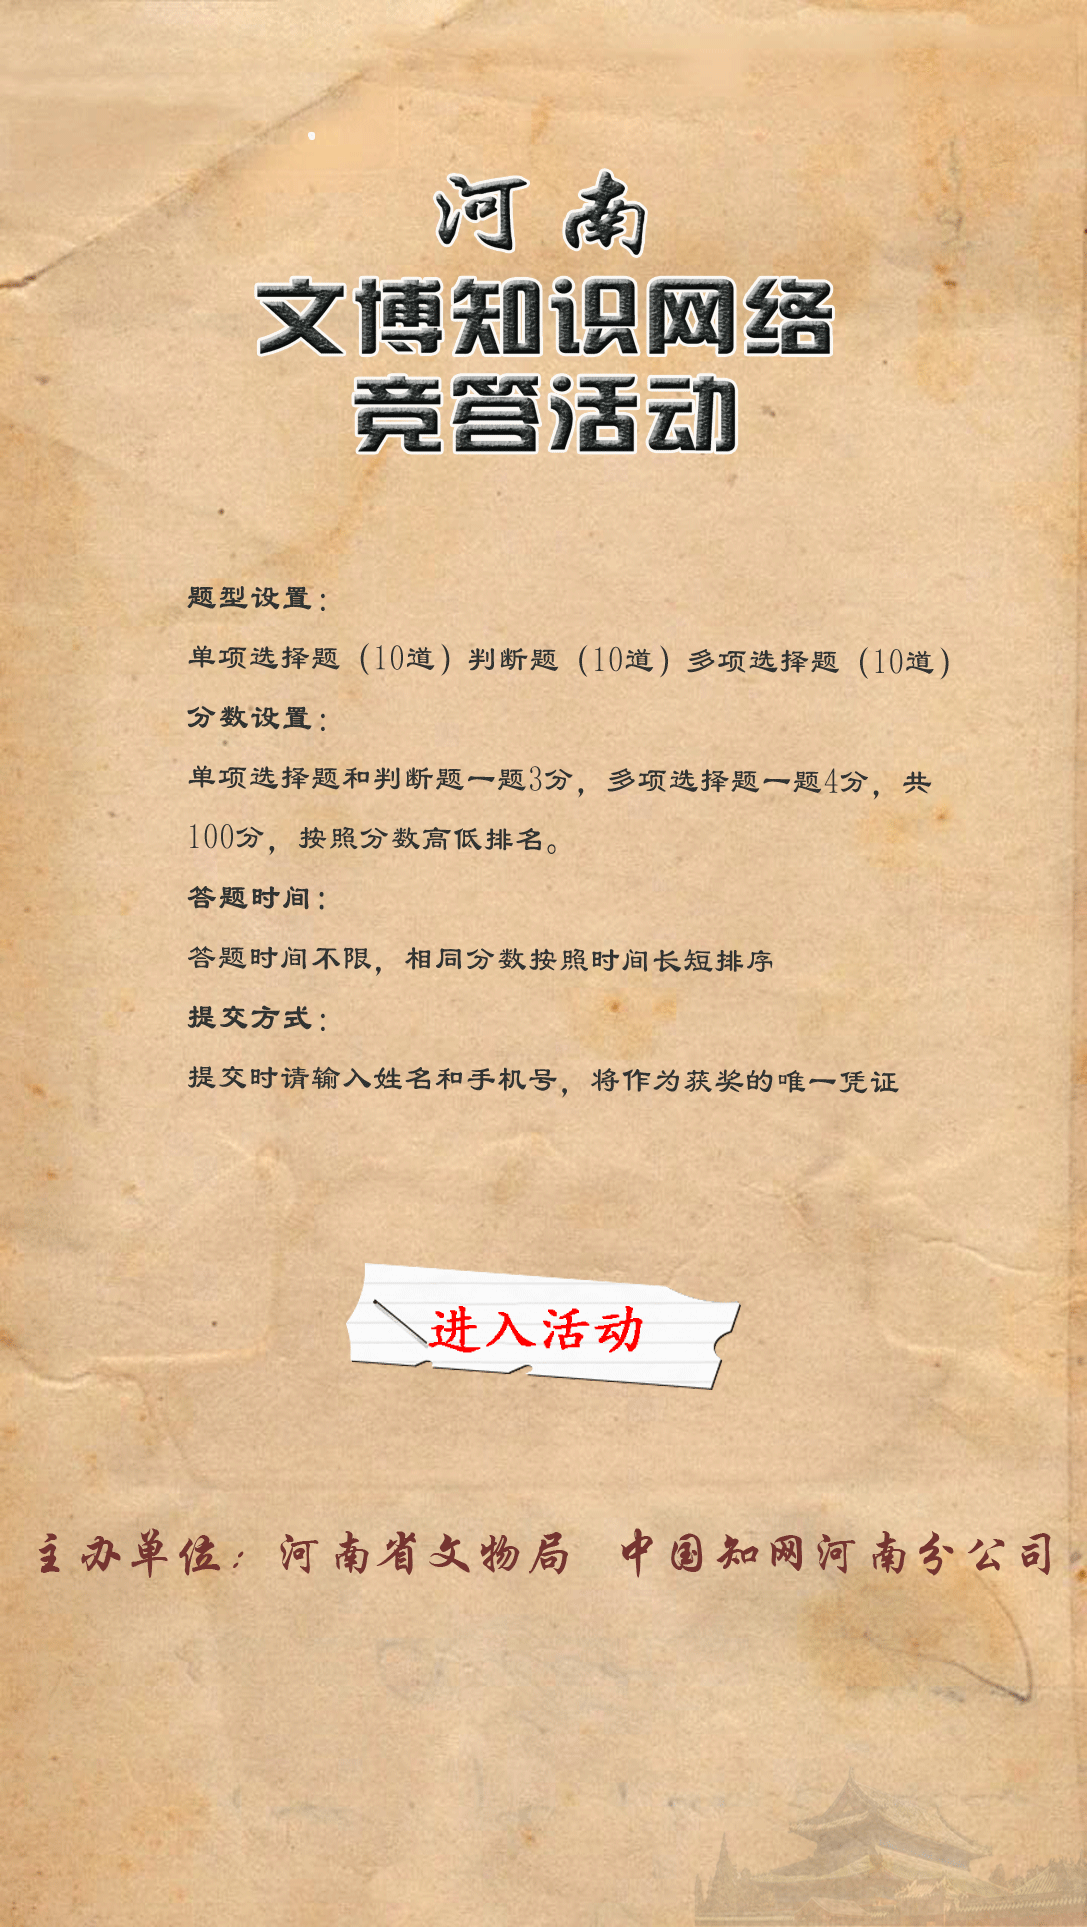 河 南
文博知识网络
竞答活动
题型设置：
单项选择题（10道）判断题（10道）多项选择题（10道）
分数设置：
单项选择题和判断题一题3分，多项选择题一题4分，共
100分，按照分数高低排名。
答题时间：
答题时间不限，相同分数按照时间长短排序
提交方式：
提交时请输入姓名和手机号，将作为获奖的唯一凭证
进入活动
主办单位：河南省文物局 中国知网河南分公司